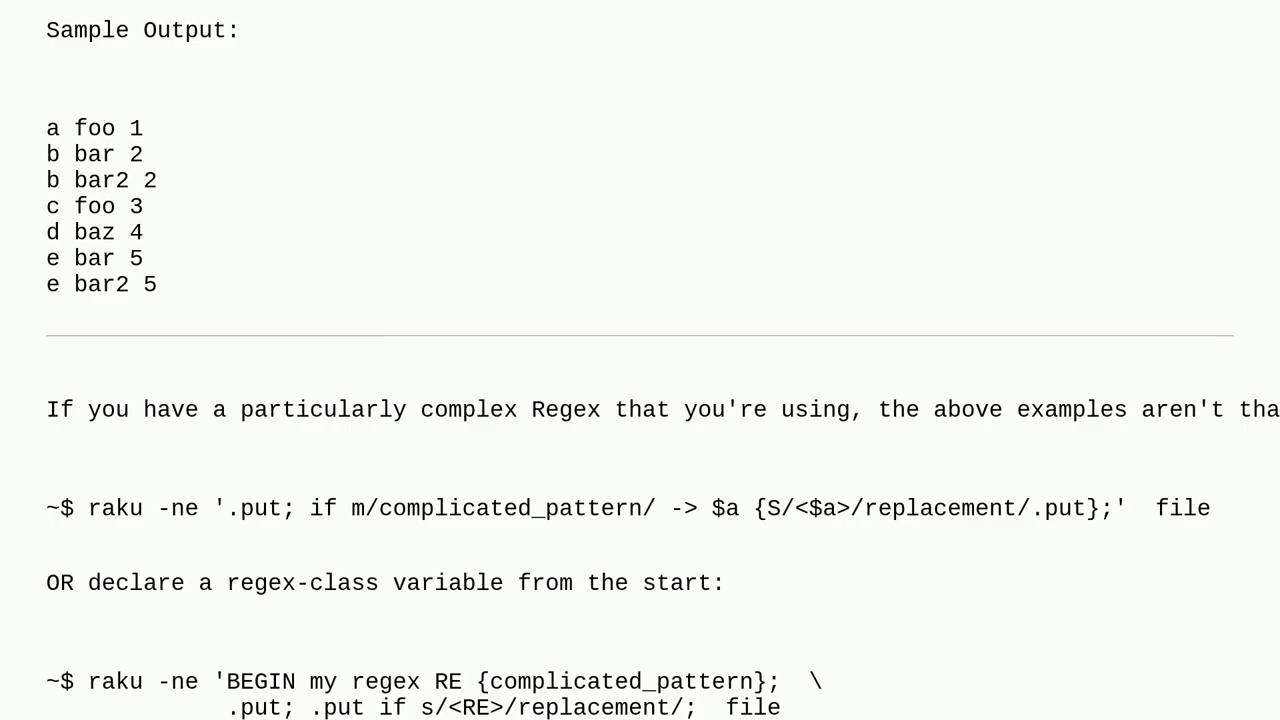 Sample Output:
a foo 1
b bar 2
b bar2 2
c foo 3
d baz 4
e bar 5
e bar2 5
If you have a particularly complex Regex that you're using, the above examples aren't tha
~$ raku -ne '.put; if m/complicated_pattern/ -> $a {S/<$a>/replacement/.put};'  file
OR declare a regex-class variable from the start:
~$ raku -ne 'BEGIN my regex RE {complicated_pattern};  \
             .put; .put if s/<RE>/replacement/;  file